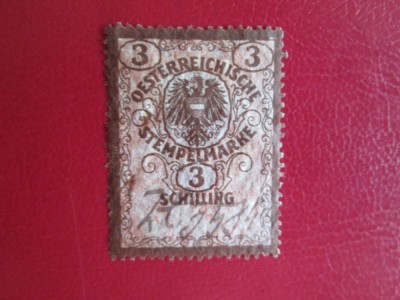 3 3
OESTERREICHISCHE
STEMPELMARKE
3
SCHILLING